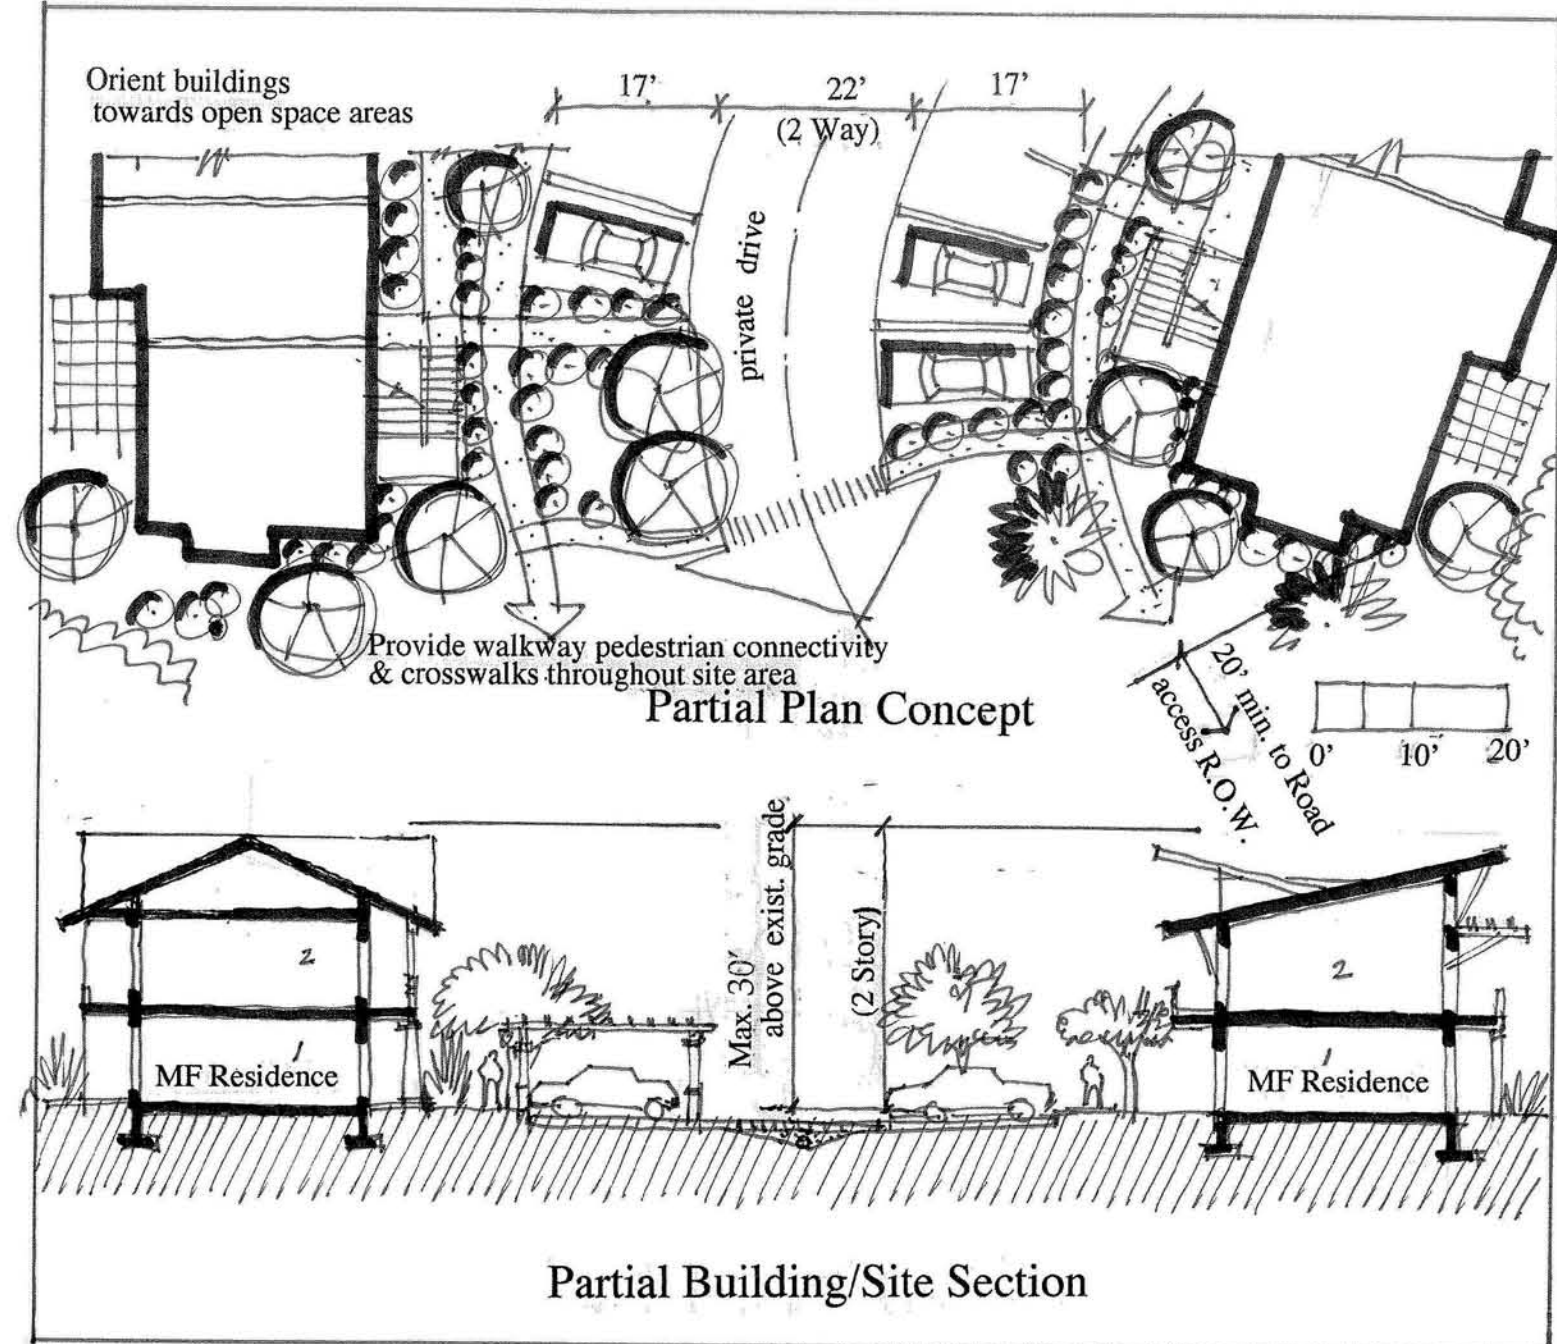 Orient buildings
towards open space areas
17'
22'
17'
(2 Way)
private drive
Provide walkway pedestrian connectivity
& crosswalks throughout site area
Partial Plan Concept
20' min. to Road
access R.O.W.
0'
10'
20'
Max. 30'
above exist. grade
(2 Story)
2
1
MF Residence
2
1
MF Residence
Partial Building/Site Section